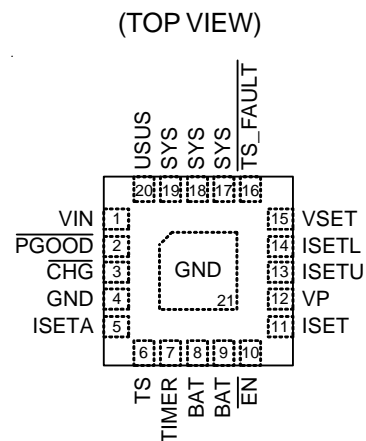 (TOP VIEW)
USUS
SYS
SYS
SYS
TS_FAULT
20 19 18 17 16
VIN 1
PGOOD 2
CHG 3
GND 4
ISETA 5
GND
21
15 VSET
14 ISETL
13 ISETU
12 VP
11 ISET
6 7 8 9 10
TS
TIMER
BAT
BAT
EN